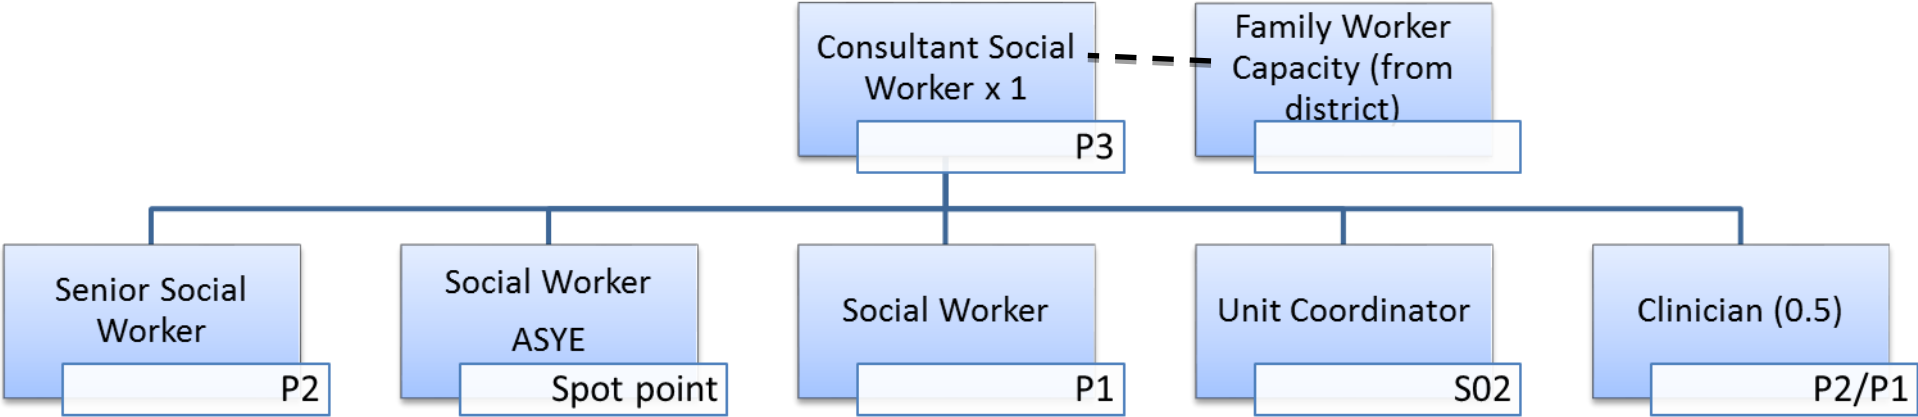 Consultant Social
Worker x 1
P3
Family Worker
Capacity (from
district)
Senior Social
Worker
P2
Social Worker
ASYE
Spot point
Social Worker
P1
Unit Coordinator
S02
Clinician (0.5)
P2/P1